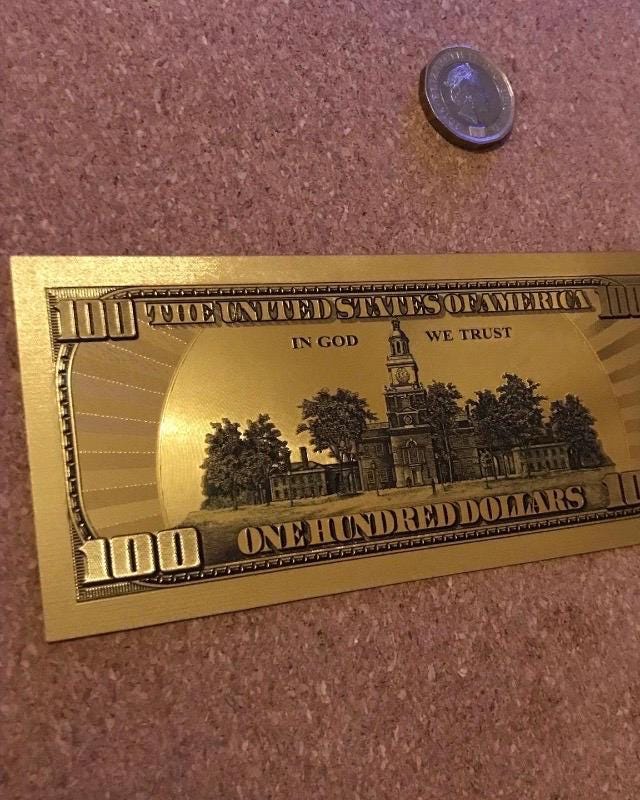 100 THE UNITED STATES OF AMERICA 100
IN GOD WE TRUST
100 ONE HUNDRED DOLLARS